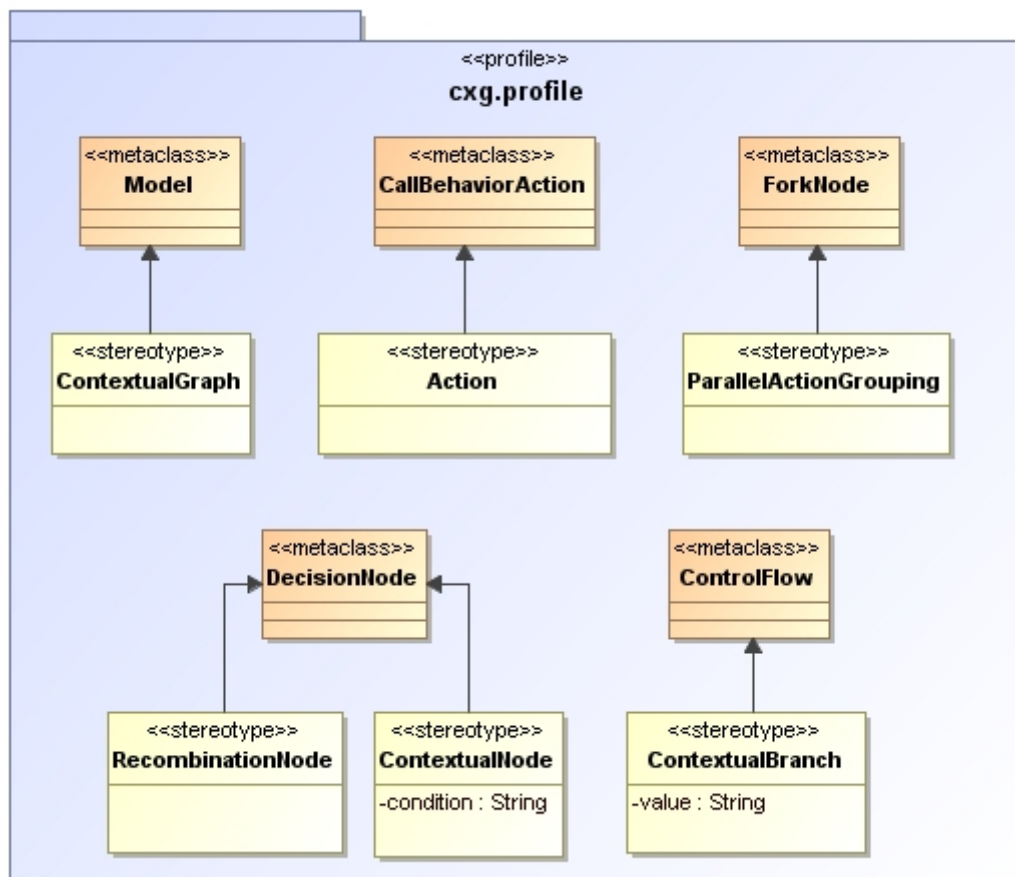 <<profile>>
cxg.profile
<<metaclass>>
Model
<<metaclass>>
CallBehaviorAction
<<metaclass>>
ForkNode
<<stereotype>>
ContextualGraph
<<stereotype>>
Action
<<stereotype>>
ParallelActionGrouping
<<metaclass>>
DecisionNode
<<metaclass>>
ControlFlow
<<stereotype>>
RecombinationNode
<<stereotype>>
ContextualNode
-condition : String
<<stereotype>>
ContextualBranch
-value : String